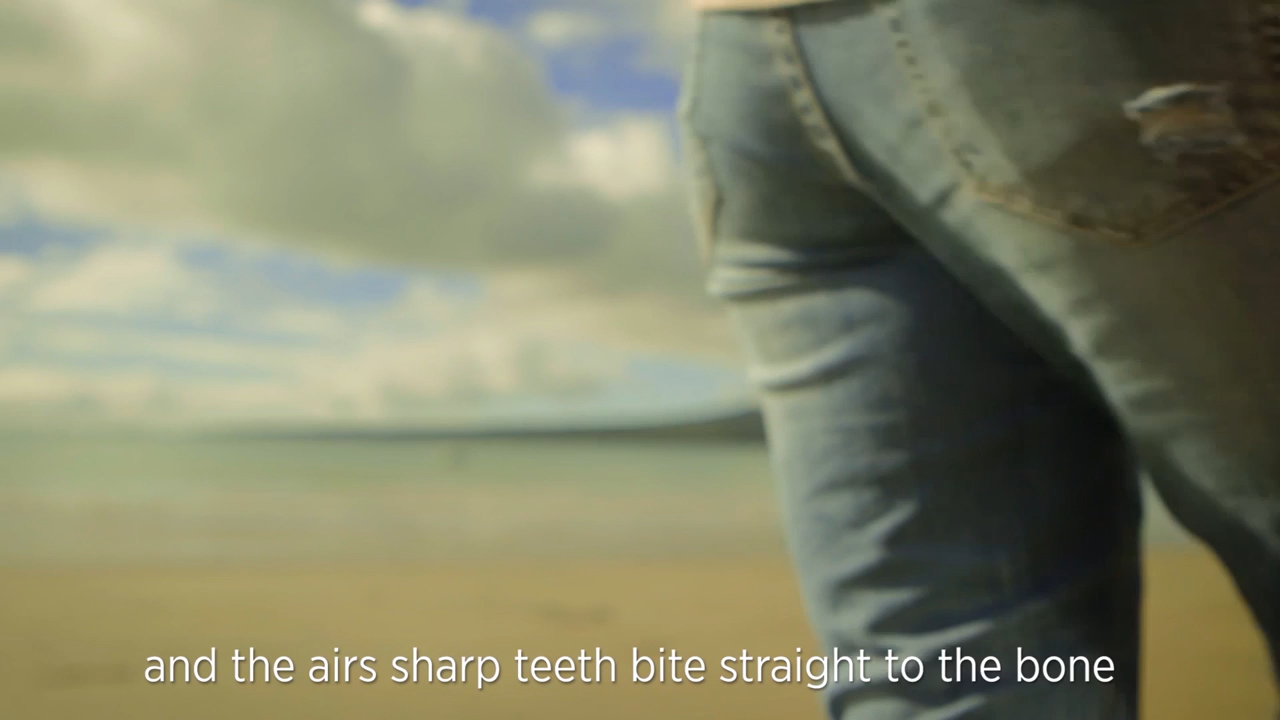 and the airs sharp teeth bite straight to the bone